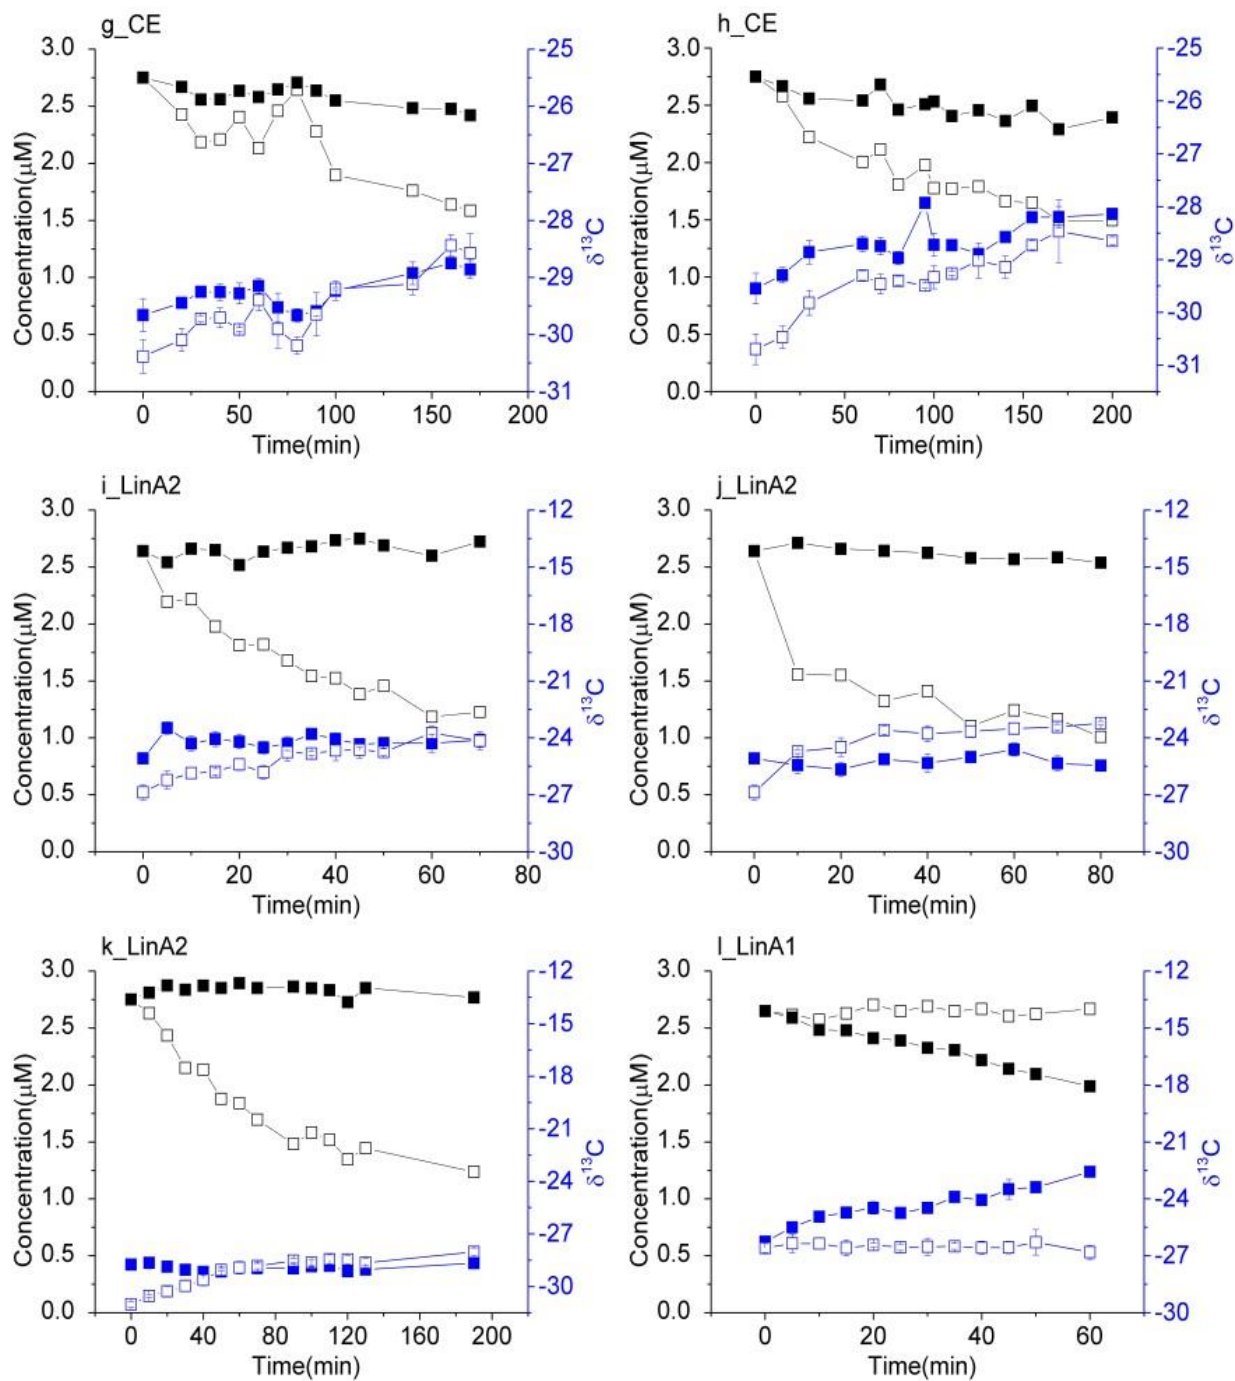 g_CE
3.0
2.5
2.0
1.5
1.0
0.5
0.0
Concentration(μM)
0 50 100 150 200
Time(min)
-25
-26
-27
-28
-29
-30
-31
δ¹³C
h_CE
3.0
2.5
2.0
1.5
1.0
0.5
0.0
Concentration(μM)
0 50 100 150 200
Time(min)
-25
-26
-27
-28
-29
-30
-31
δ¹³C
i_LinA2
3.0
2.5
2.0
1.5
1.0
0.5
0.0
Concentration(μM)
0 20 40 60 80
Time(min)
-12
-15
-18
-21
-24
-27
-30
δ¹³C
j_LinA2
3.0
2.5
2.0
1.5
1.0
0.5
0.0
Concentration(μM)
0 20 40 60 80
Time(min)
-12
-15
-18
-21
-24
-27
-30
δ¹³C
k_LinA2
3.0
2.5
2.0
1.5
1.0
0.5
0.0
Concentration(μM)
0 40 80 120 160 200
Time(min)
-12
-15
-18
-21
-24
-28
-30
δ¹³C
l_LinA1
3.0
2.5
2.0
1.5
1.0
0.5
0.0
Concentration(μM)
0 20 40 60
Time(min)
-12
-15
-18
-21
-24
-27
-30
δ¹³C